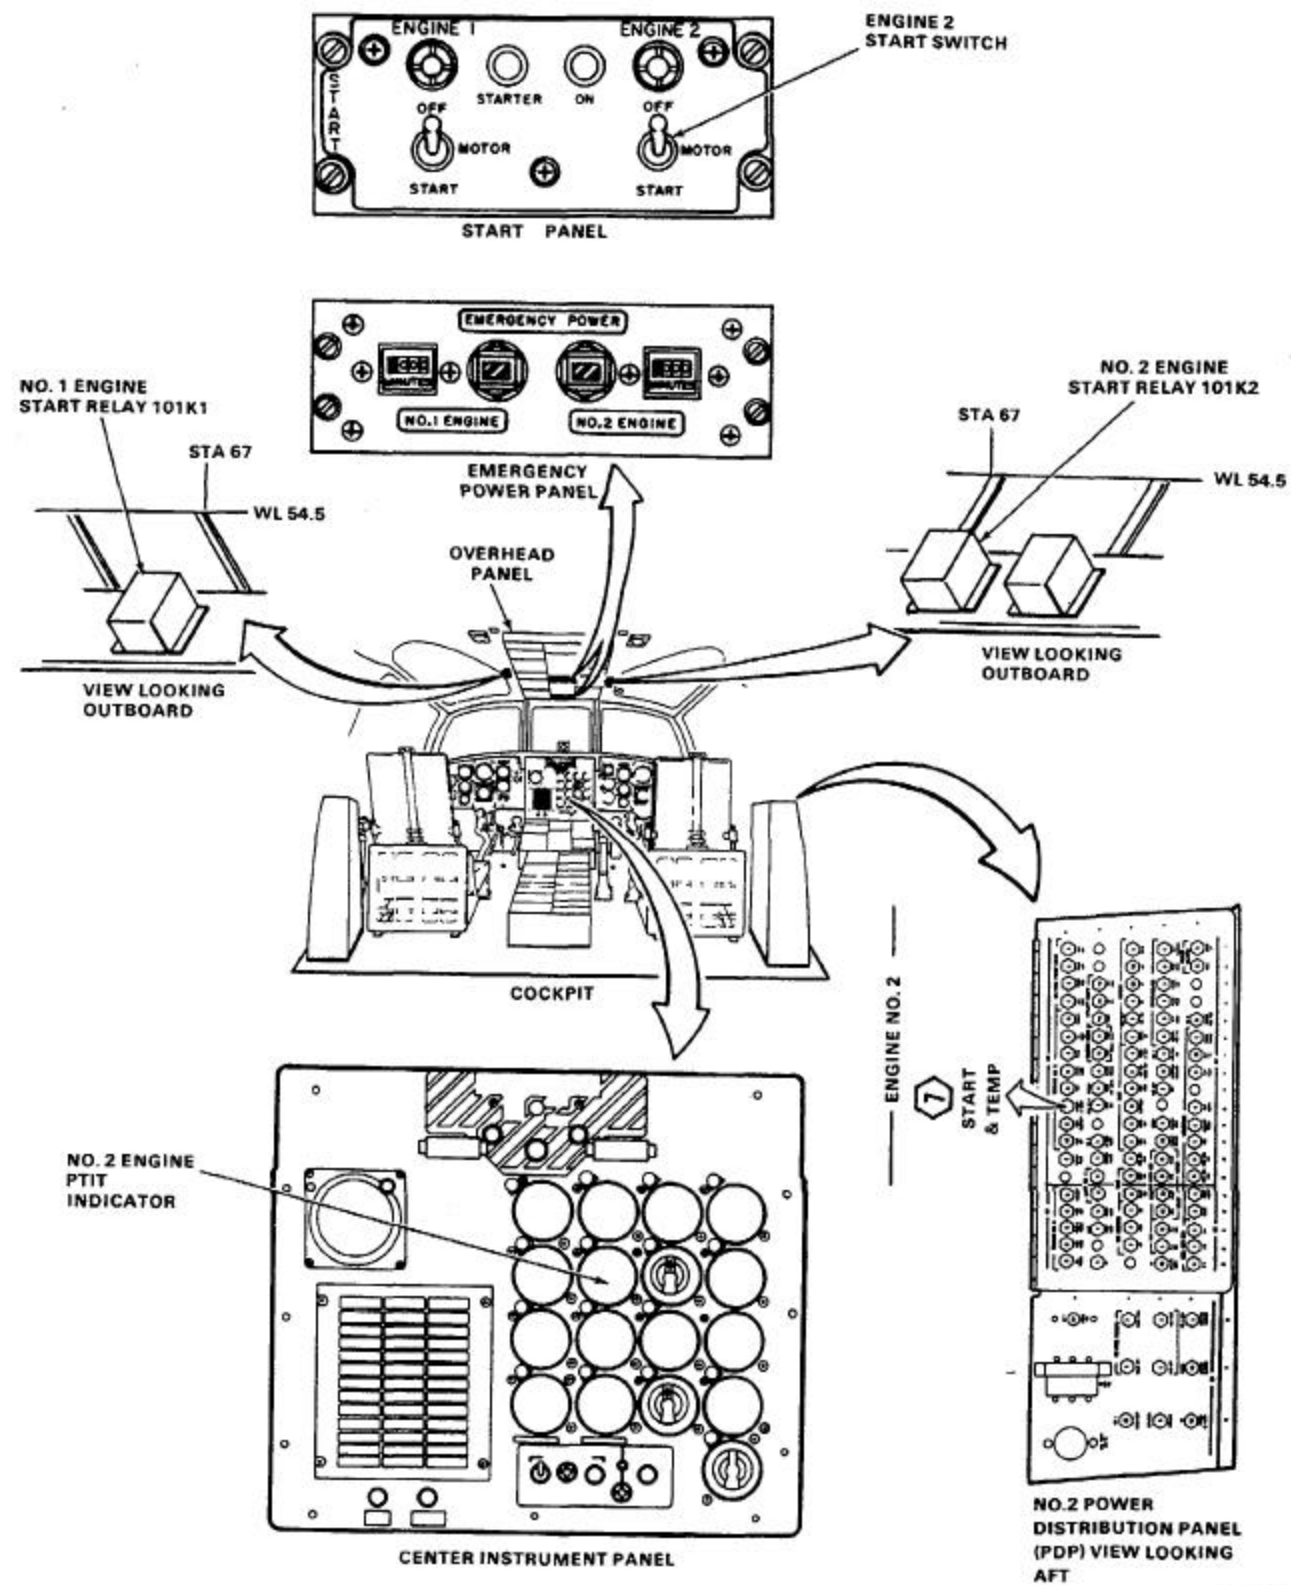 ENGINE 1
ENGINE 2
ENGINE 2
START SWITCH
START
STARTER
ON
OFF
OFF
MOTOR
MOTOR
START
START
START PANEL
EMERGENCY POWER
MINUTES
MINUTES
NO.1 ENGINE
NO.2 ENGINE
EMERGENCY
POWER PANEL
NO. 1 ENGINE
START RELAY 101K1
STA 67
WL 54.5
VIEW LOOKING
OUTBOARD
NO. 2 ENGINE
START RELAY 101K2
STA 67
WL 54.5
VIEW LOOKING
OUTBOARD
OVERHEAD
PANEL
COCKPIT
ENGINE NO. 2
7
START
& TEMP
NO. 2 ENGINE
PTIT
INDICATOR
CENTER INSTRUMENT PANEL
NO.2 POWER
DISTRIBUTION PANEL
(PDP) VIEW LOOKING
AFT